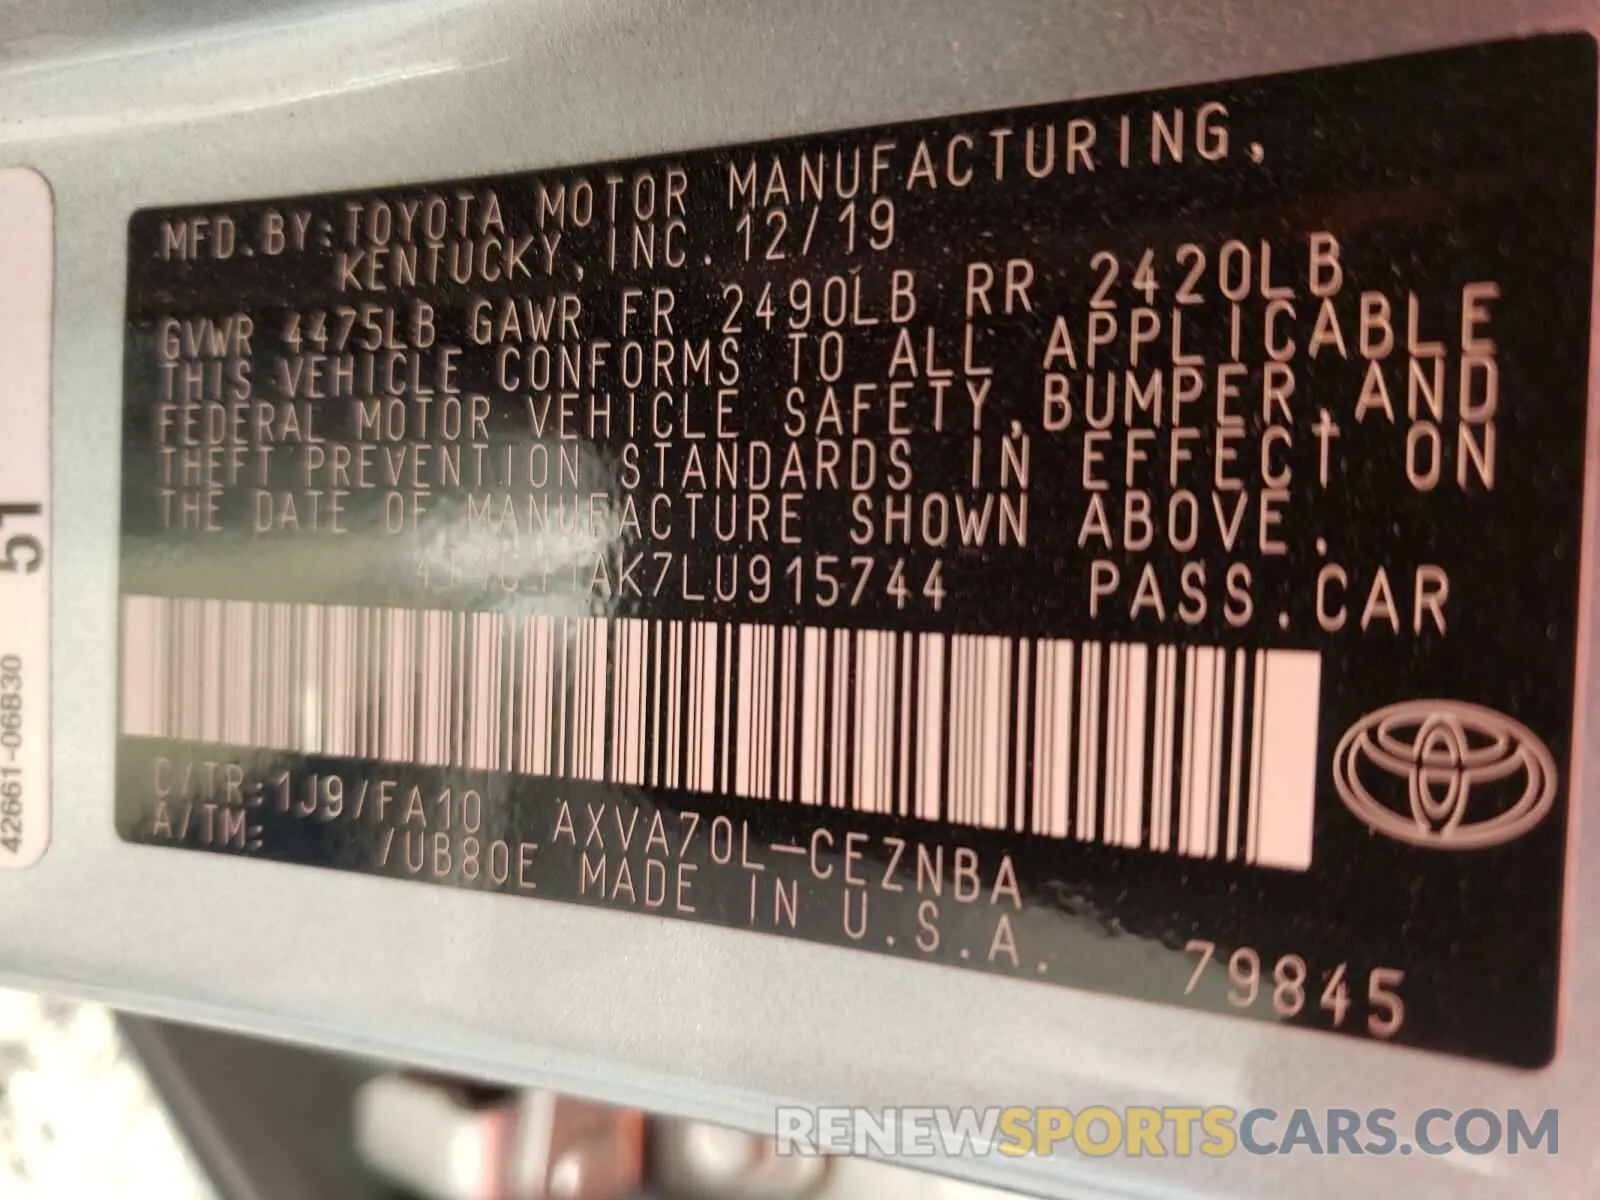 MFD.BY:TOYOTA MOTOR MANUFACTURING,
KENTUCKY, INC. 12/19
GVWR 4475LB GAWR FR 2490LB RR 2420LB
THIS VEHICLE CONFORMS TO ALL APPLICABLE
FEDERAL MOTOR VEHICLE SAFETY,BUMPER,AND
THEFT PREVENTION STANDARDS IN EFFECT ON
THE DATE OF MANUFACTURE SHOWN ABOVE.
PASS.CAR
C/TR:1J9/FA10 AXVA70L-CEZNBA
A/TM: /UB80E MADE IN U.S.A.
79845
51
42661-06B30
RENEWSPORTSCARS.COM